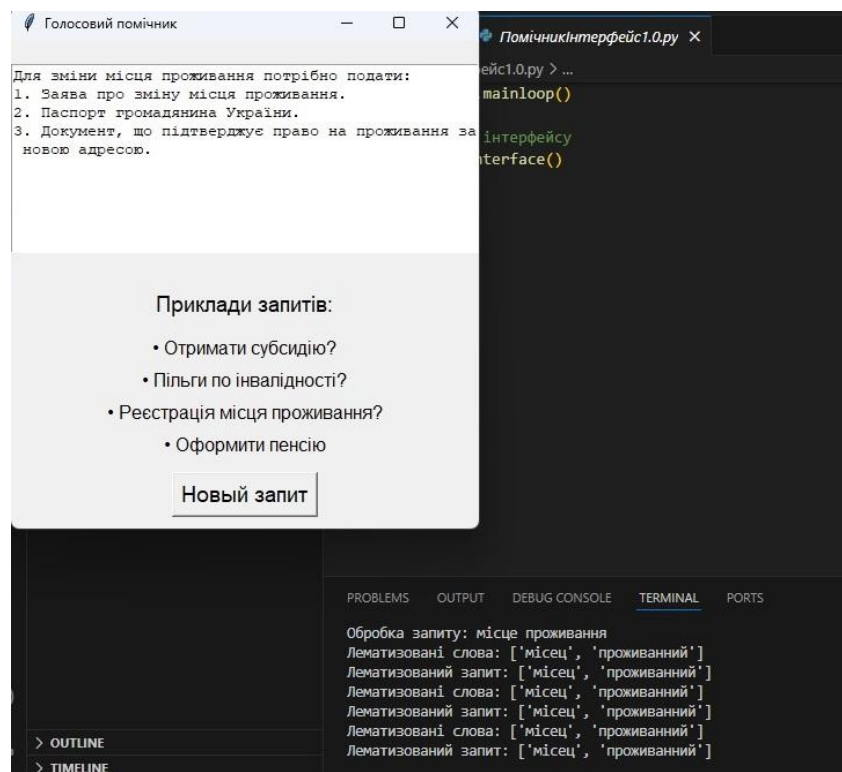 Голосовий помічник
Для зміни місця проживання потрібно подати:
1. Заява про зміну місця проживання.
2. Паспорт громадянина України.
3. Документ, що підтверджує право на проживання за
новою адресою.
Приклади запитів:
• Отримати субсидію?
• Пільги по інвалідності?
• Реєстрація місця проживання?
• Оформити пенсію
Новый запит
ПомічникІнтерфейс1.0.py
ейс1.0.py > ...
.mainloop()
інтерфейсу
nterface()
PROBLEMS OUTPUT DEBUG CONSOLE TERMINAL PORTS
Обробка запиту: місце проживання
Лематизовані слова: ['місец', 'проживанний']
Лематизований запит: ['місец', 'проживанний']
Лематизовані слова: ['місец', 'проживанний']
Лематизований запит: ['місец', 'проживанний']
Лематизовані слова: ['місец', 'проживанний']
Лематизований запит: ['місец', 'проживанний']
> OUTLINE
> TIMELINE